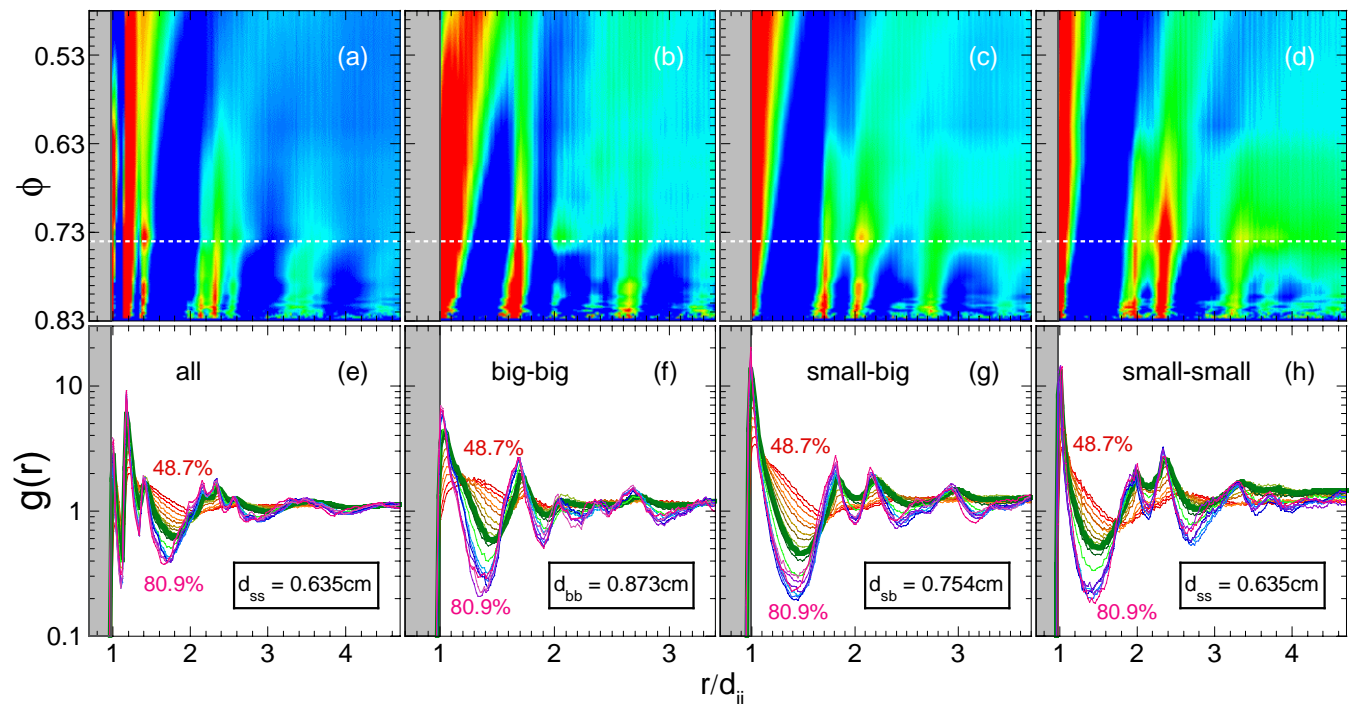 (a) (b) (c) (d)
0.53
0.63
ϕ
0.73
0.83
all (e) big-big (f) small-big (g) small-small (h)
10
48.7% 48.7% 48.7% 48.7%
g(r)
1
80.9% 80.9% 80.9% 80.9%
d_ss = 0.635cm d_bb = 0.873cm d_sb = 0.754cm d_ss = 0.635cm
0.1
1 2 3 4 1 2 3 1 2 3 1 2 3 4
r/d_ij